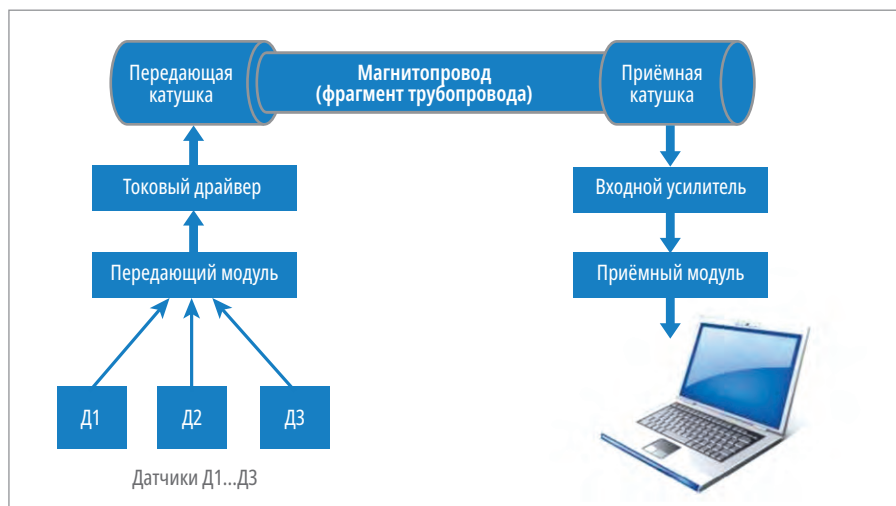 Передающая
катушка
Магнитопровод
(фрагмент трубопровода)
Приёмная
катушка
Токовый драйвер
Входной усилитель
Передающий модуль
Приёмный модуль
Д1
Д2
Д3
Датчики Д1...Д3